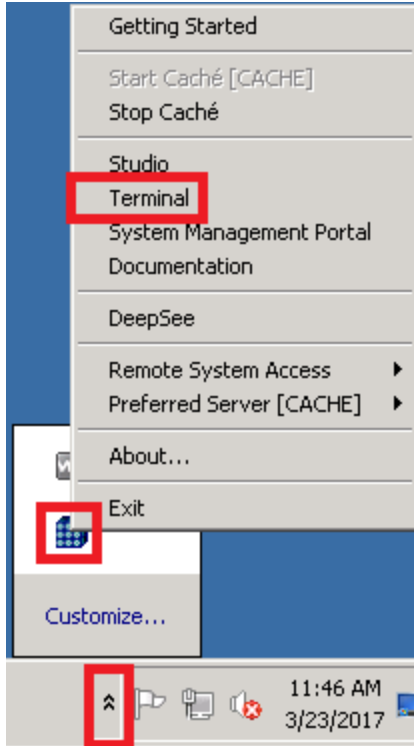 Getting Started
Start Caché [CACHE]
Stop Caché
Studio
Terminal
System Management Portal
Documentation
DeepSee
Remote System Access
Preferred Server [CACHE]
About...
Exit
Customize...
11:46 AM
3/23/2017